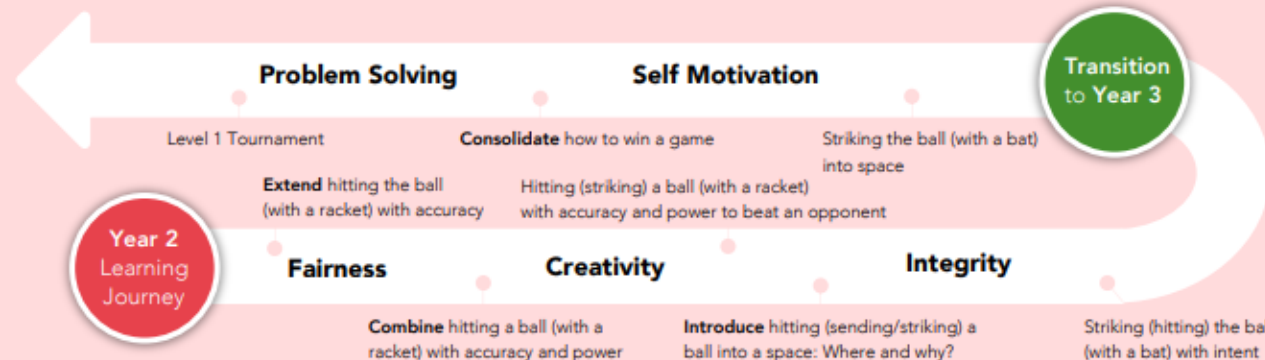 Problem Solving
Self Motivation
Transition
to Year 3
Level 1 Tournament
Consolidate how to win a game
Striking the ball (with a bat)
into space
Extend hitting the ball
(with a racket) with accuracy
Hitting (striking) a ball (with a racket)
with accuracy and power to beat an opponent
Year 2
Learning
Journey
Fairness
Creativity
Integrity
Combine hitting a ball (with a
racket) with accuracy and power
Introduce hitting (sending/striking) a
ball into a space: Where and why?
Striking (hitting) the
(with a bat) with intent